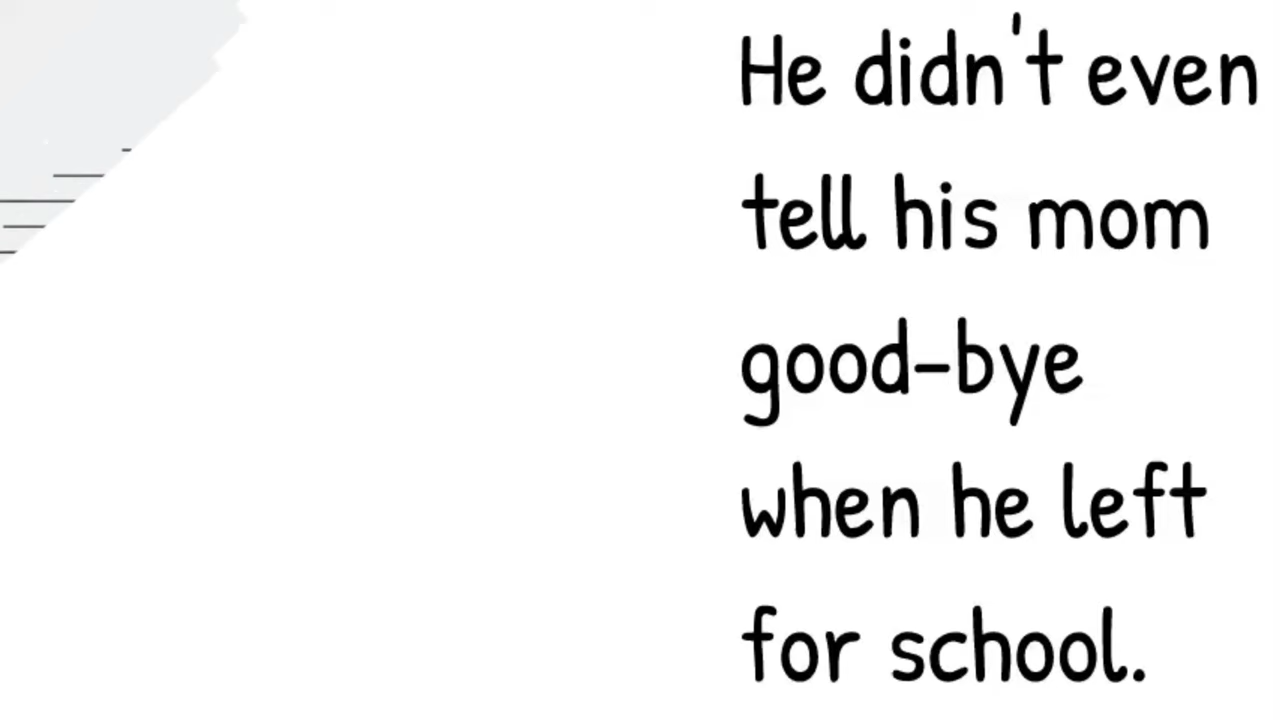 He didn't even
tell his mom
good-bye
when he left
for school.